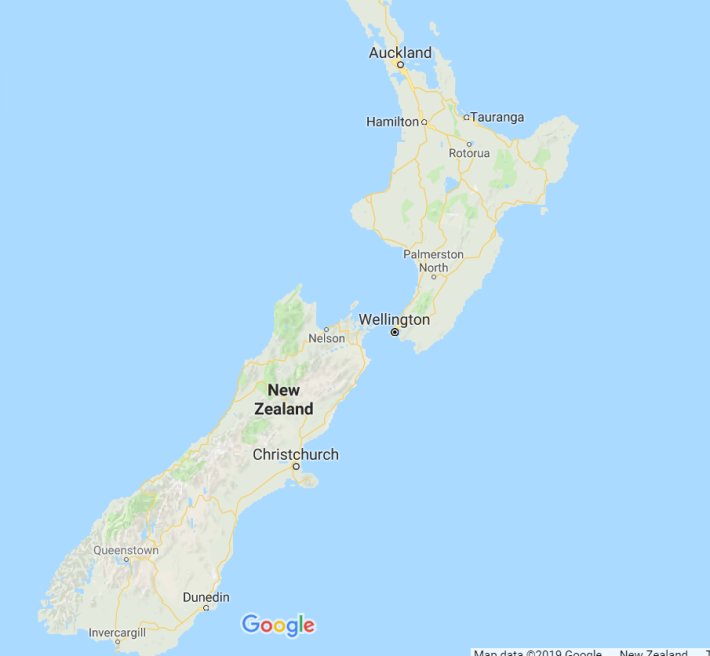 Auckland
Tauranga
Hamilton
Rotorua
Palmerston
North
Wellington
Nelson
New
Zealand
Christchurch
Queenstown
Dunedin
Google
Invercargill
Map data ©2019 Google New Zealand T